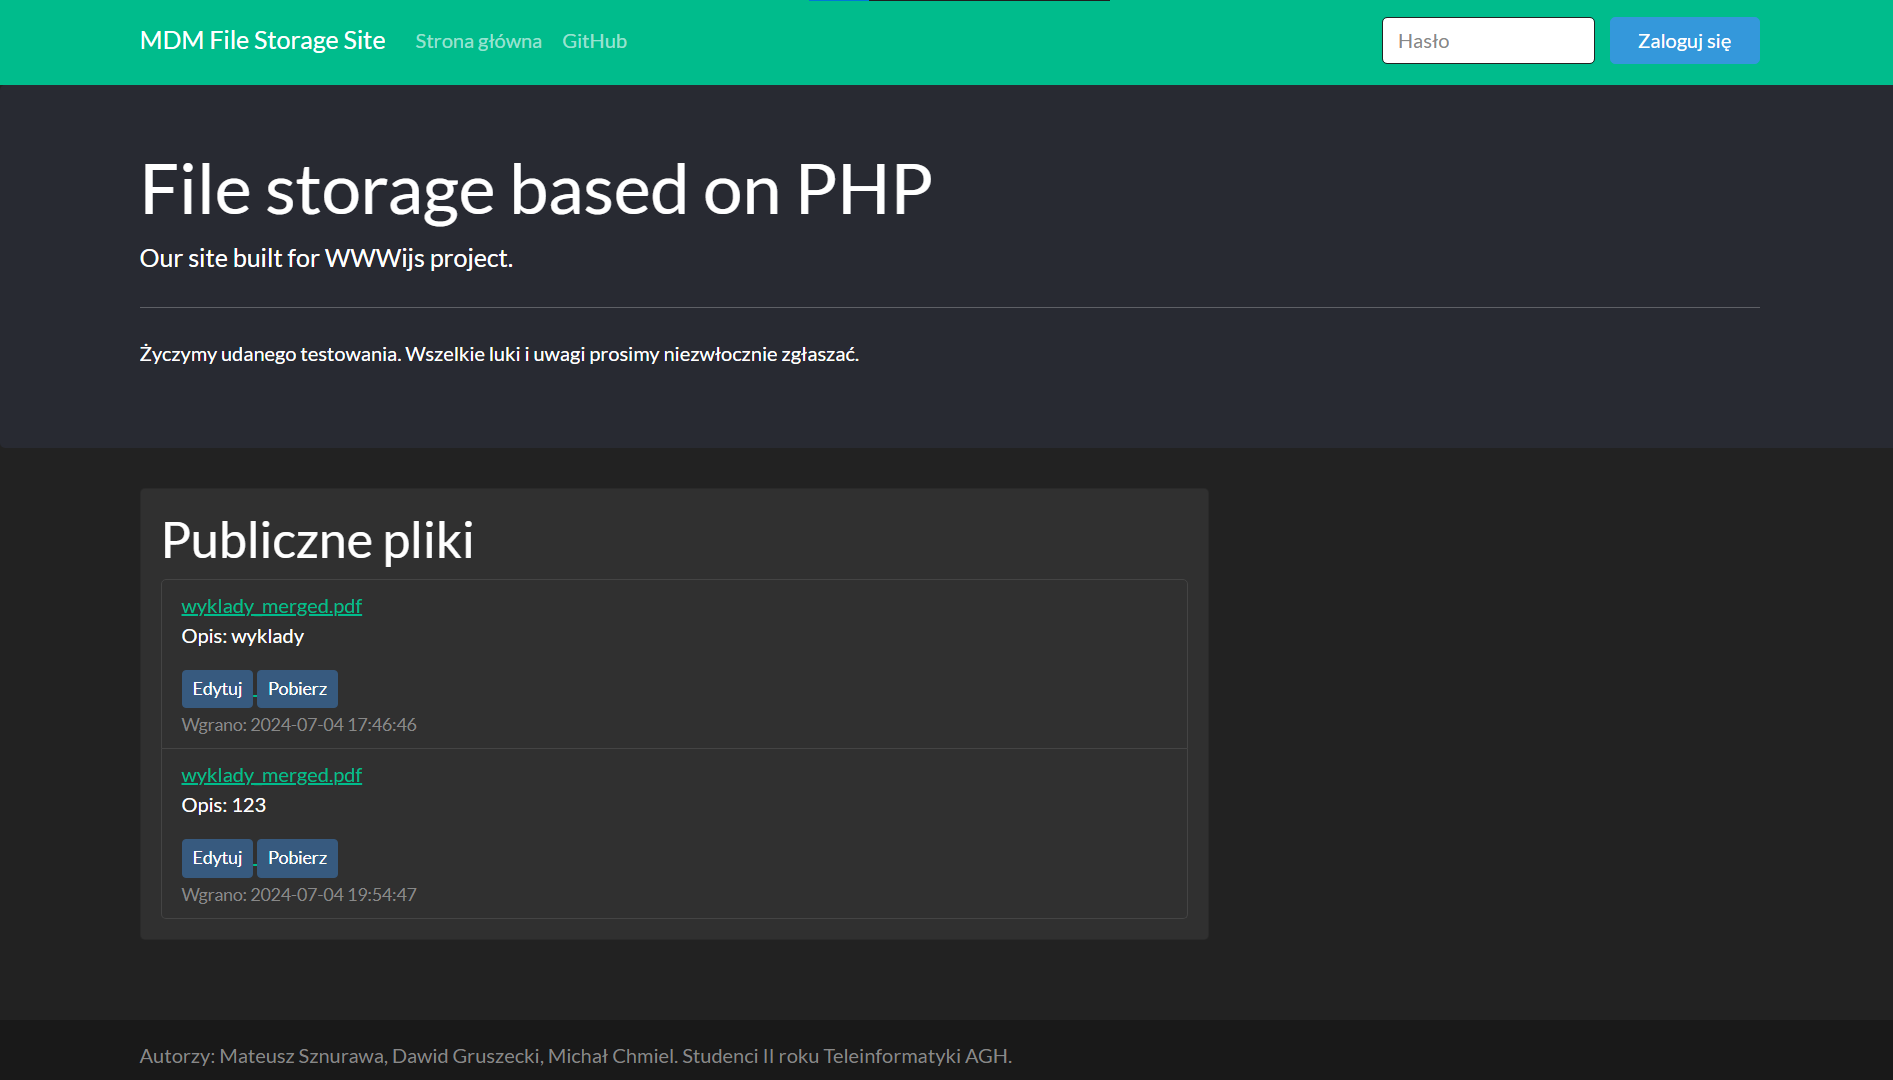 MDM File Storage Site Strona główna GitHub Hasło Zaloguj się
File storage based on PHP
Our site built for WWWijs project.
Życzymy udanego testowania. Wszelkie luki i uwagi prosimy niezwłocznie zgłaszać.
Publiczne pliki
wyklady_merged.pdf
Opis: wyklady
Edytuj Pobierz
Wgrano: 2024-07-04 17:46:46
wyklady_merged.pdf
Opis: 123
Edytuj Pobierz
Wgrano: 2024-07-04 19:54:47
Autorzy: Mateusz Sznurawa, Dawid Gruszecki, Michał Chmiel. Studenci II roku Teleinformatyki AGH.